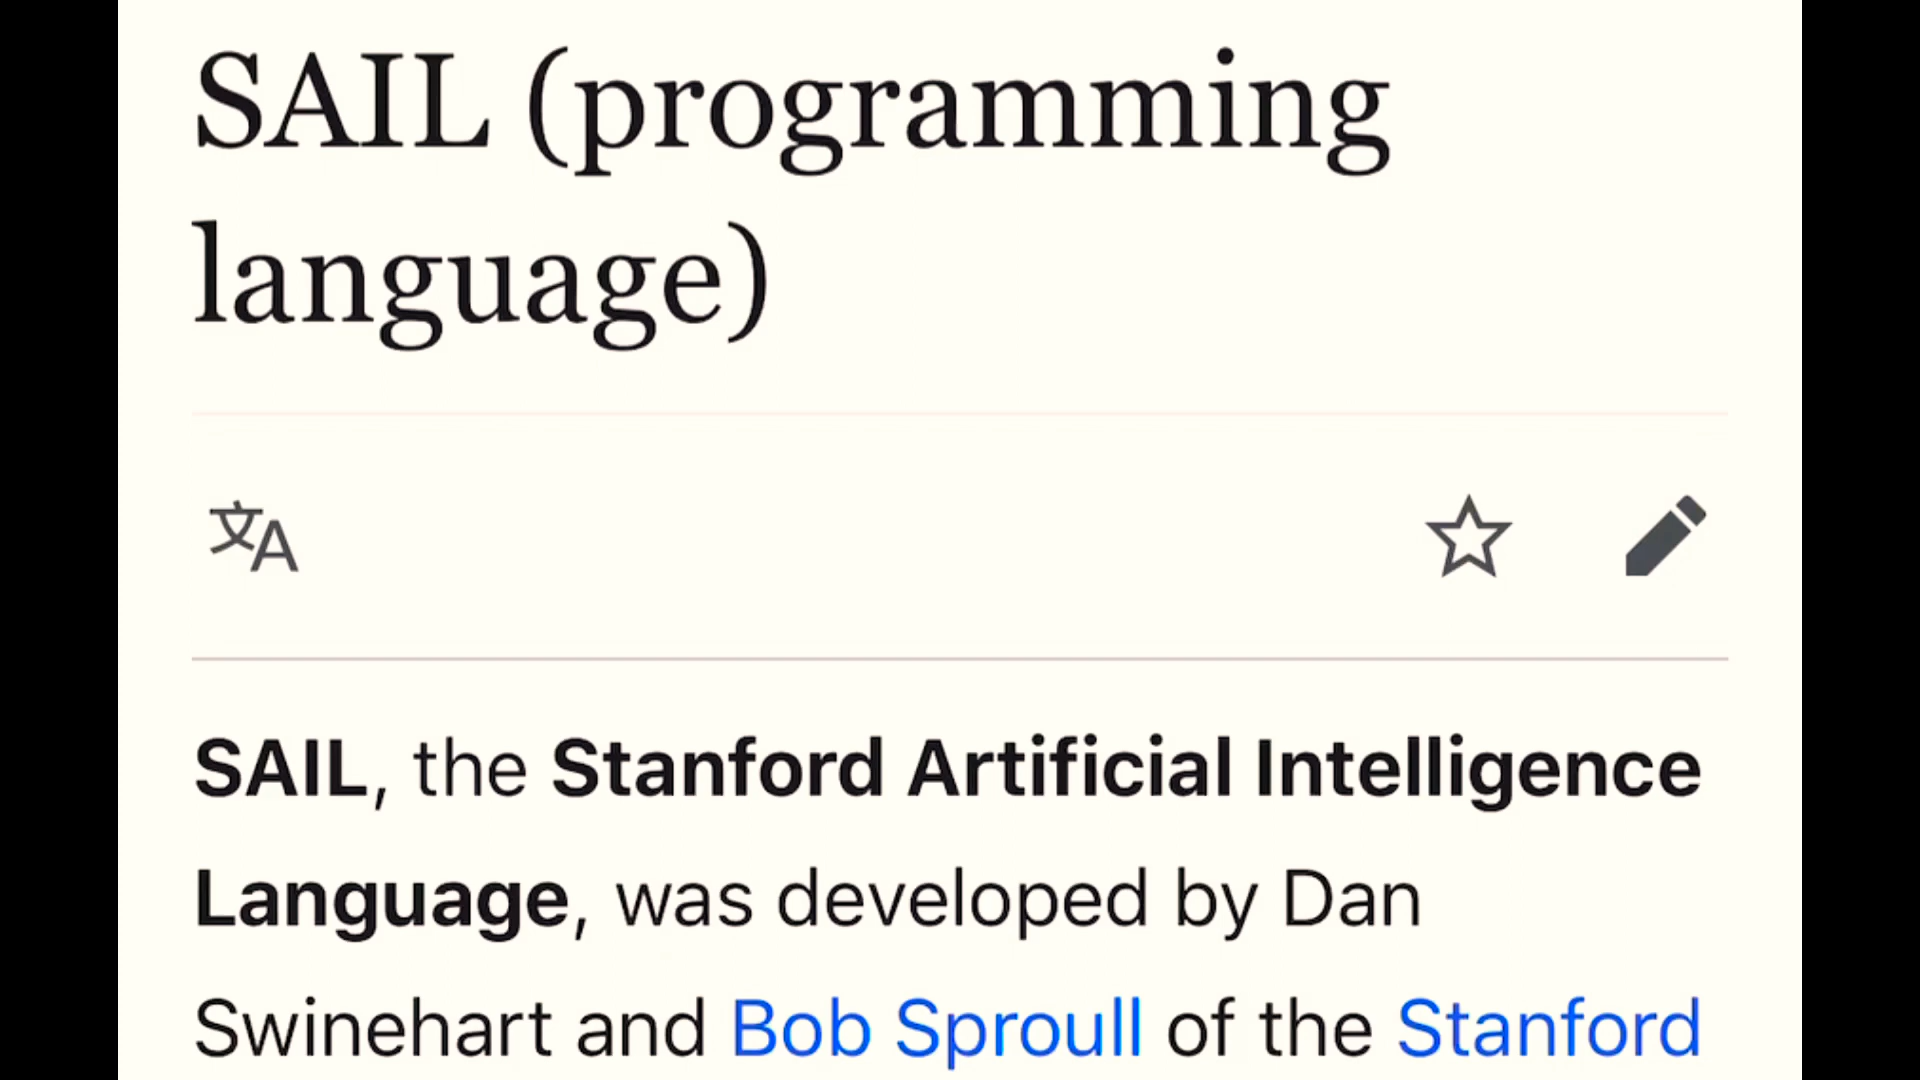 SAIL (programming
language)
文A
SAIL, the Stanford Artificial Intelligence
Language, was developed by Dan
Swinehart and Bob Sproull of the Stanford